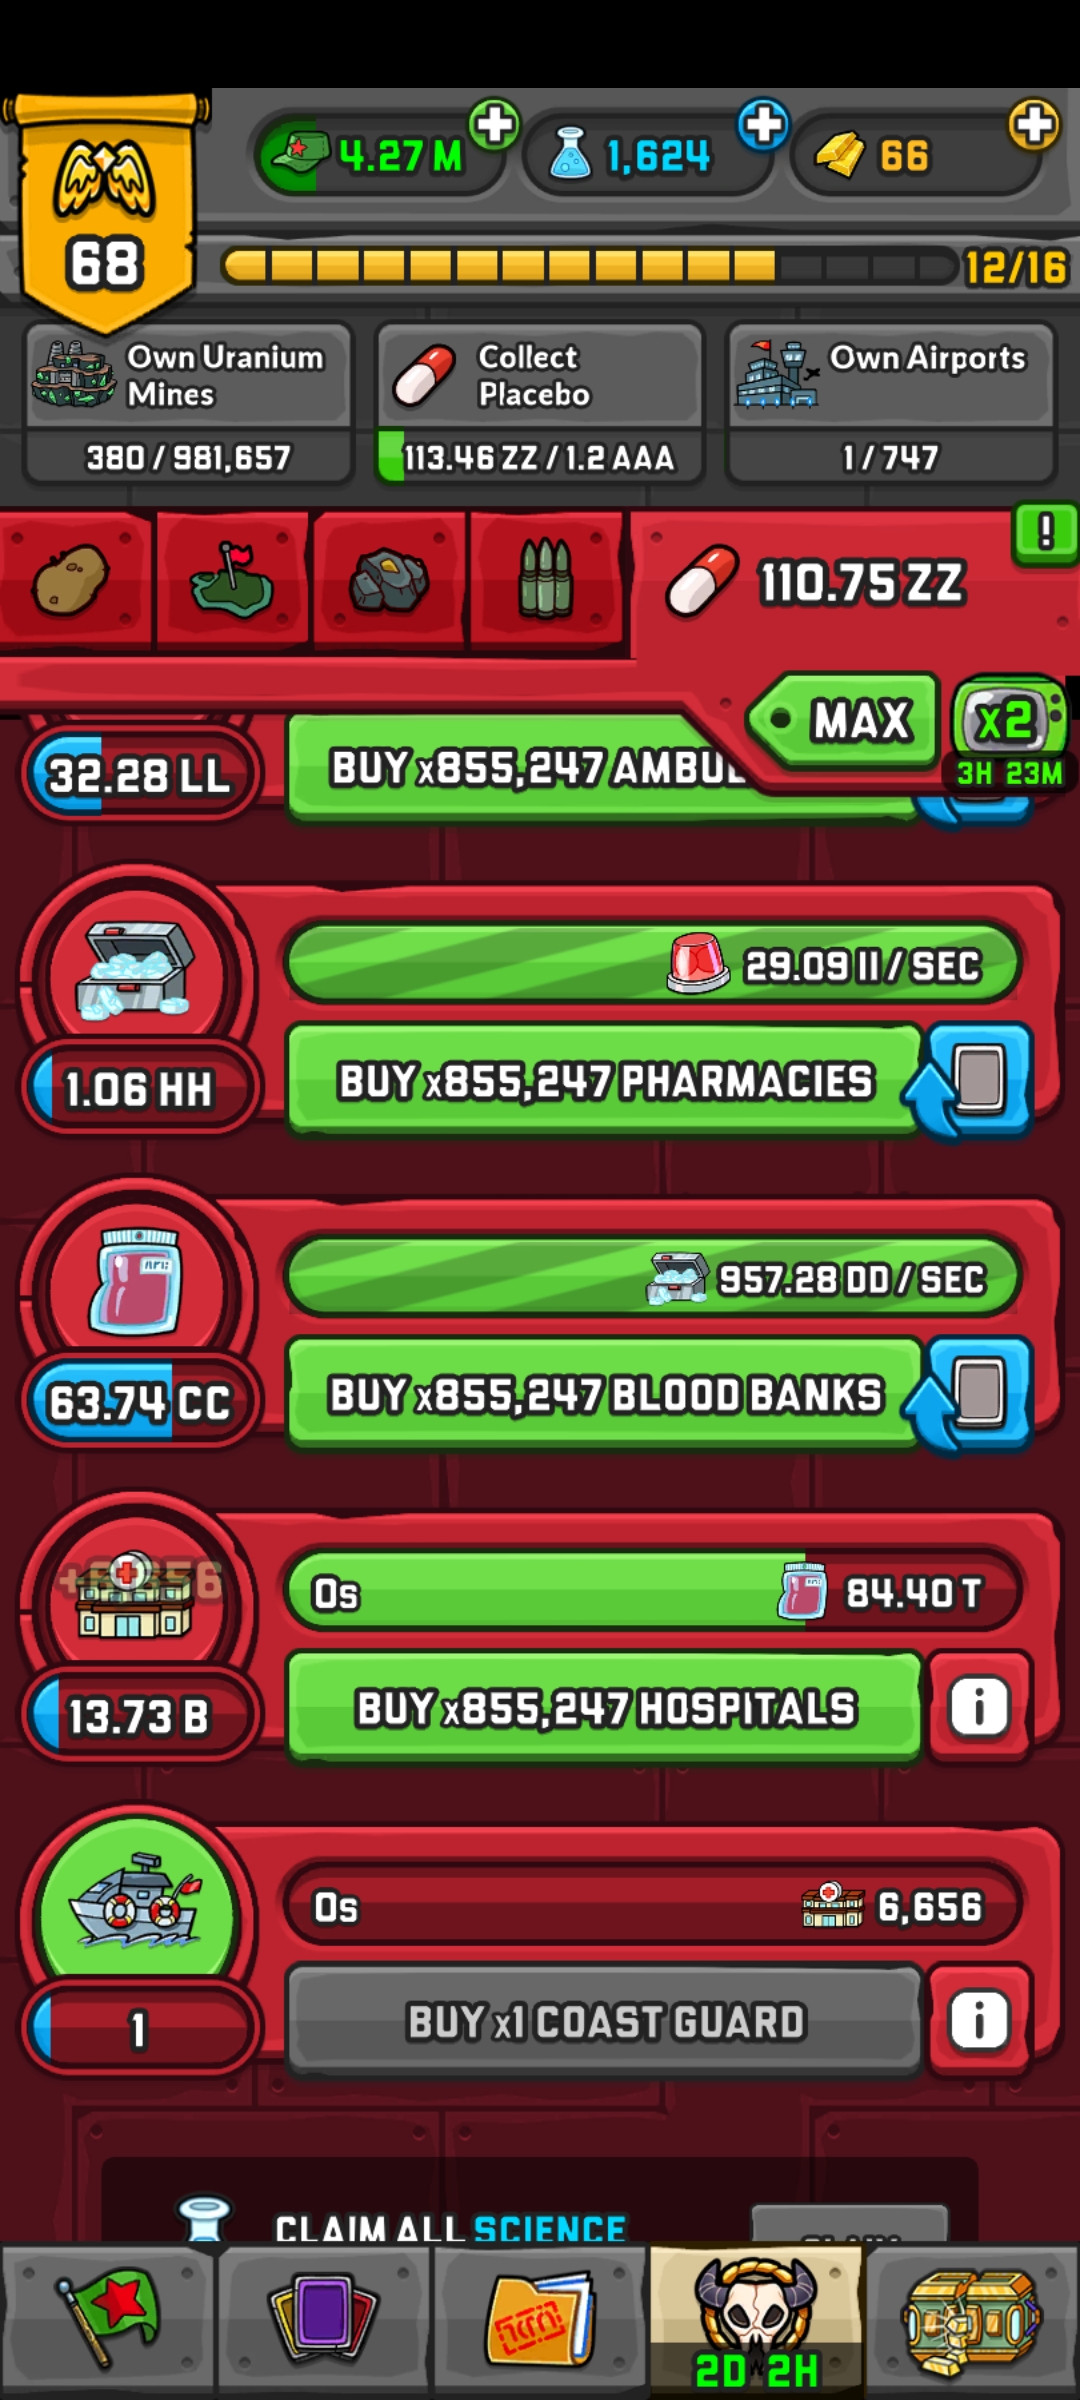 4.27 M
1,624
66
68
12/16
Own Uranium
Mines
380 / 981,657
Collect
Placebo
113.46 ZZ / 1.2 AAA
Own Airports
1 / 747
110.75 ZZ
!
MAX
x2
3H 23M
32.28 LL
BUY x855,247
29.09 II / SEC
1.06 HH
BUY x855,247 PHARMACIES
957.28 DD / SEC
63.74 CC
BUY x855,247 BLOOD BANKS
0s
84.40 T
13.73 B
BUY x855,247 HOSPITALS
i
0s
6,656
1
BUY x1 COAST GUARD
i
CLAIM ALL SCIENCE
2D 2H